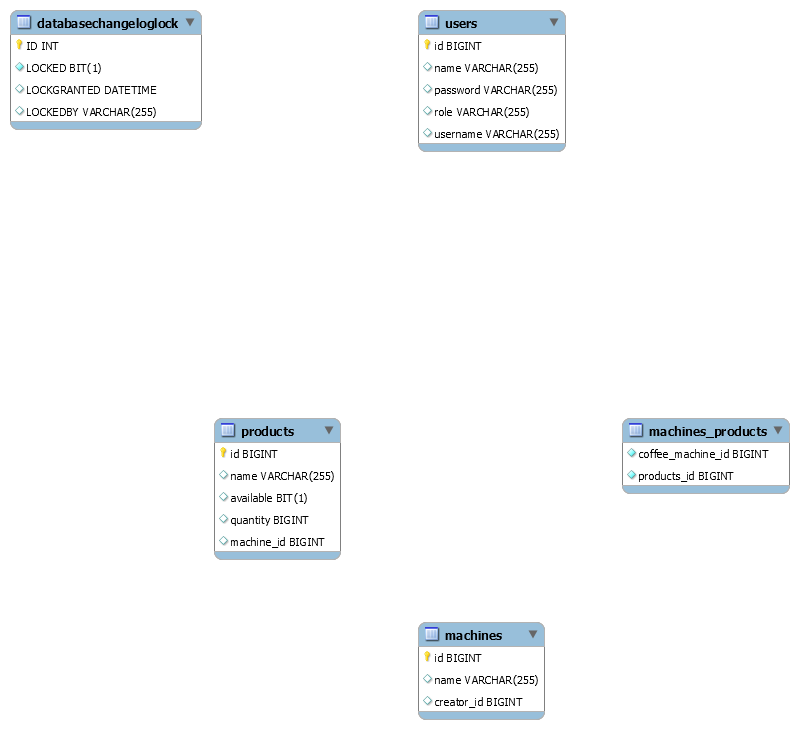 databasechangeloglock
ID INT
LOCKED BIT(1)
LOCKGRANTED DATETIME
LOCKEDBY VARCHAR(255)
users
id BIGINT
name VARCHAR(255)
password VARCHAR(255)
role VARCHAR(255)
username VARCHAR(255)
products
id BIGINT
name VARCHAR(255)
available BIT(1)
quantity BIGINT
machine_id BIGINT
machines_products
coffee_machine_id BIGINT
products_id BIGINT
machines
id BIGINT
name VARCHAR(255)
creator_id BIGINT